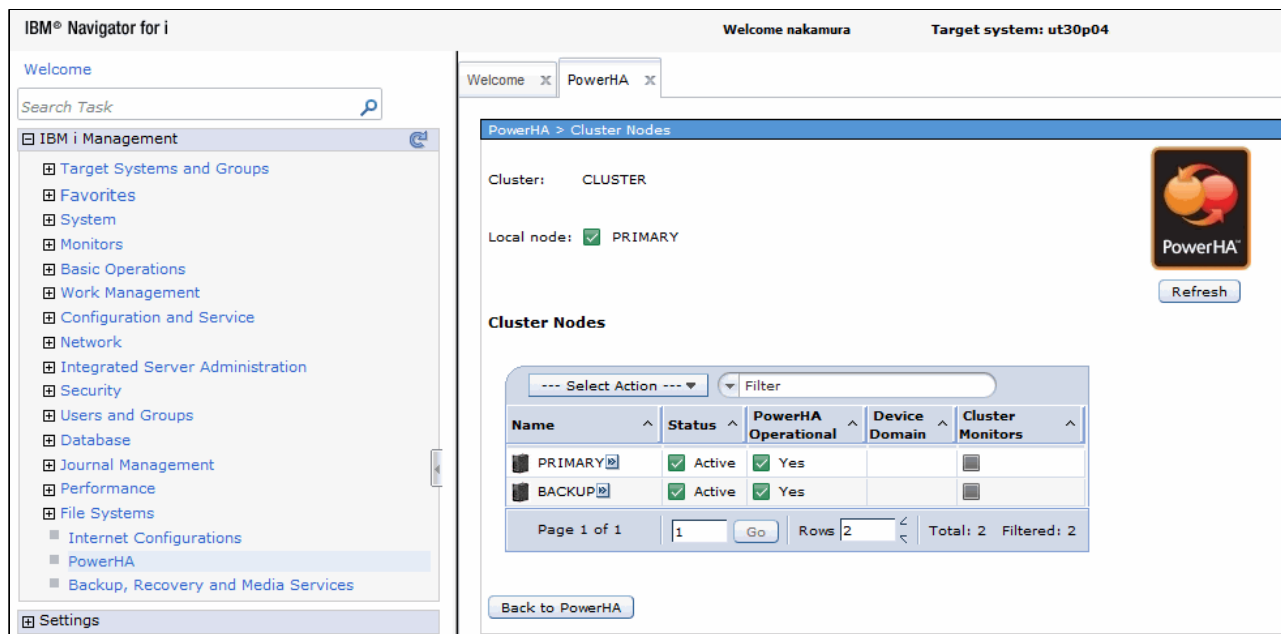 IBM® Navigator for i
Welcome nakamura
Target system: ut30p04
Welcome
Search Task
IBM i Management
Target Systems and Groups
Favorites
System
Monitors
Basic Operations
Work Management
Configuration and Service
Network
Integrated Server Administration
Security
Users and Groups
Database
Journal Management
Performance
File Systems
Internet Configurations
PowerHA
Backup, Recovery and Media Services
Settings
Welcome PowerHA
PowerHA > Cluster Nodes
Cluster: CLUSTER
Local node: PRIMARY
PowerHA™
Refresh
Cluster Nodes
--- Select Action --- Filter
Name Status PowerHA Operational Device Domain Cluster Monitors
PRIMARY Active Yes
BACKUP Active Yes
Page 1 of 1 1 Go Rows 2 Total: 2 Filtered: 2
Back to PowerHA